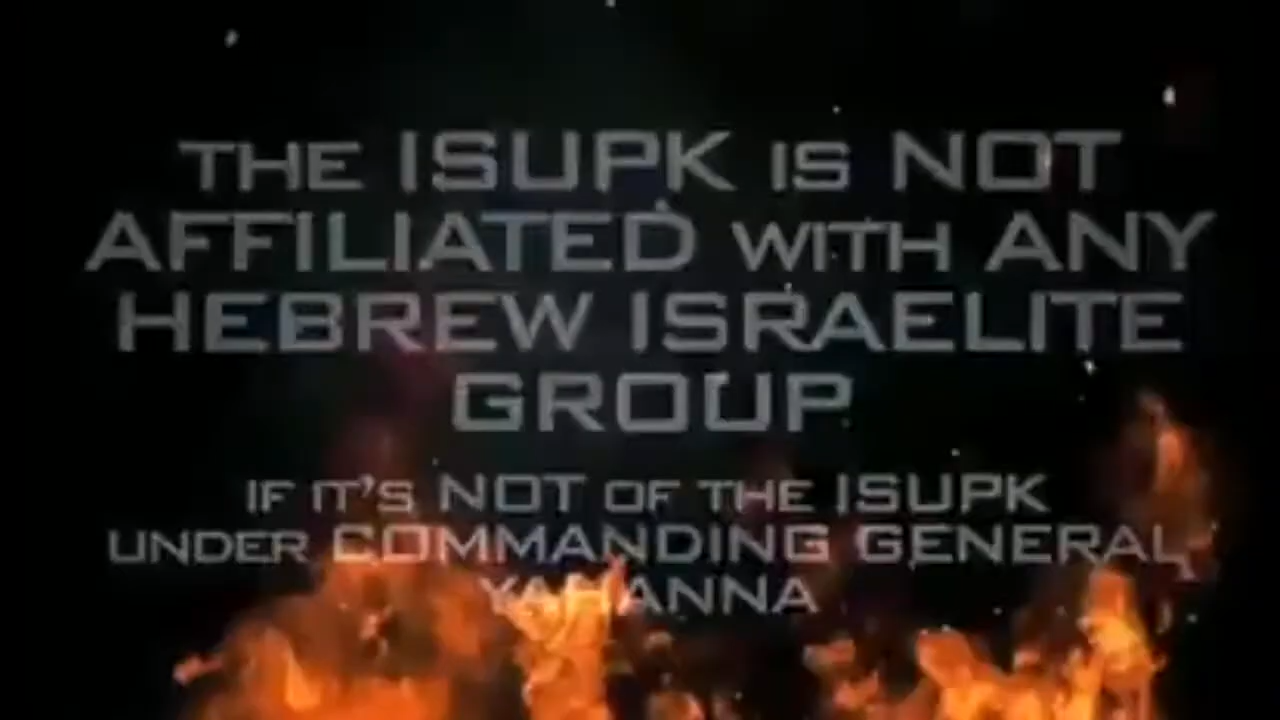 THE ISUPK IS NOT
AFFILIATED WITH ANY
HEBREW ISRAELITE
GROUP
IF IT'S NOT OF THE ISUPK
UNDER COMMANDING GENERAL
YAHANNA